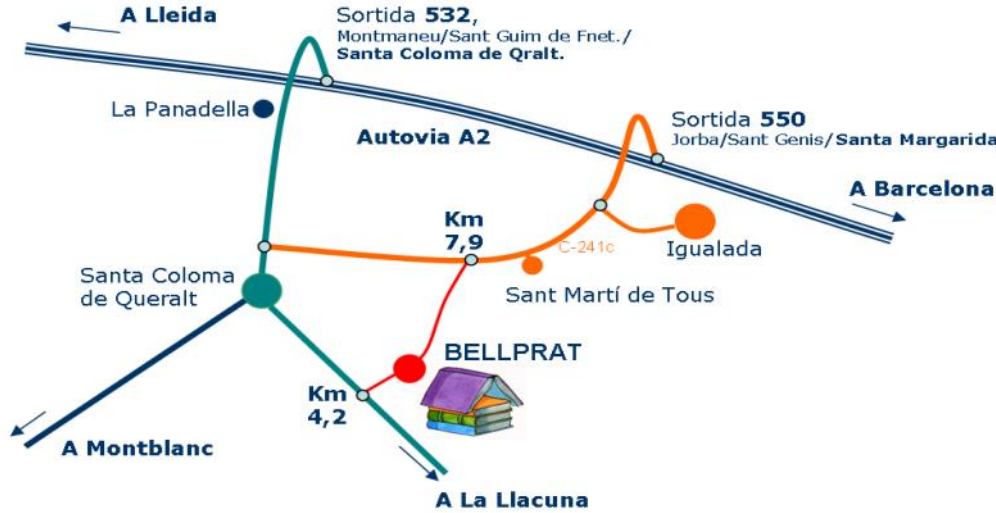 A Lleida
Sortida 532,
Montmaneu/Sant Guim de Fnet./
Santa Coloma de Qralt.
La Panadella
Autovia A2
Sortida 550
Jorba/Sant Genis/Santa Margarida
A Barcelona
Km
7,9
C-241c
Igualada
Santa Coloma
de Queralt
Sant Martí de Tous
BELLPRAT
Km
4,2
A Montblanc
A La Llacuna